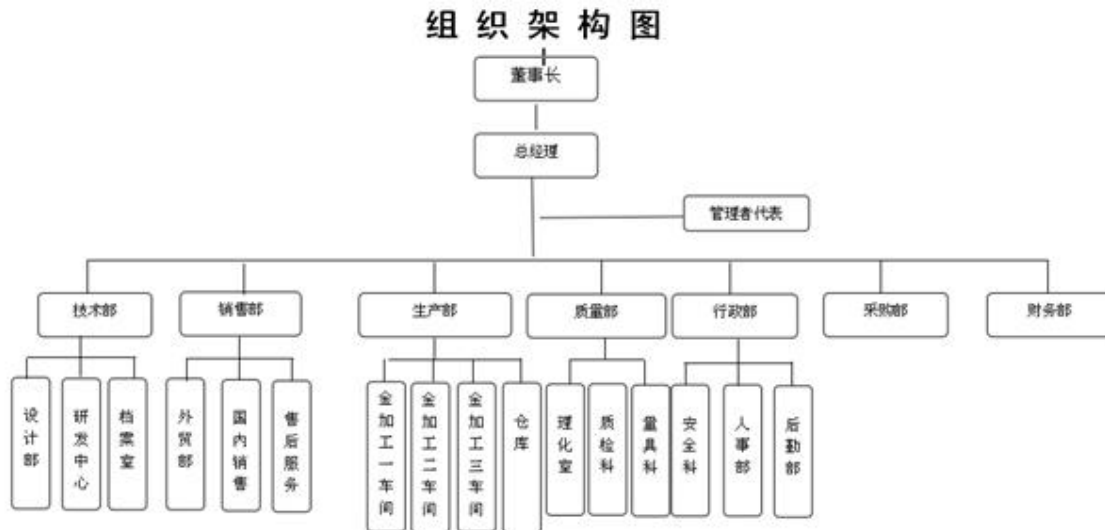 组织架构图
董事长
总经理
管理者代表
技术部
销售部
生产部
质量部
行政部
采购部
财务部
设计部
研发中心
档案室
外贸部
国内销售
售后服务
金加工一车间
金加工二车间
金加工三车间
仓库
理化室
质检科
量具科
安全科
人事部
后勤部